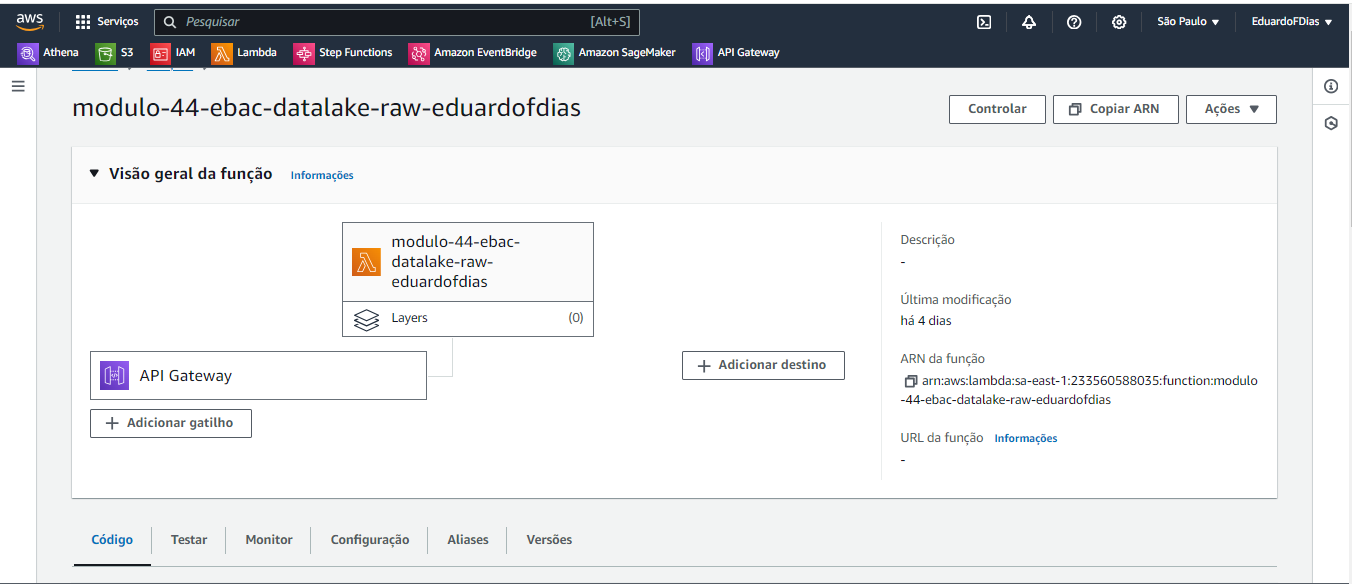 aws Serviços Pesquisar [Alt+S] São Paulo ▼ EduardoFDias ▼
Athena S3 IAM Lambda Step Functions Amazon EventBridge Amazon SageMaker API Gateway
modulo-44-ebac-datalake-raw-eduardofdias
Controlar Copiar ARN Ações ▼
▼ Visão geral da função Informações
modulo-44-ebac-
datalake-raw-
eduardofdias
Layers (0)
API Gateway
+ Adicionar gatilho
+ Adicionar destino
Descrição
-
Última modificação
há 4 dias
ARN da função
arn:aws:lambda:sa-east-1:233560588035:function:modulo
-44-ebac-datalake-raw-eduardofdias
URL da função Informações
-
Código Testar Monitor Configuração Aliases Versões